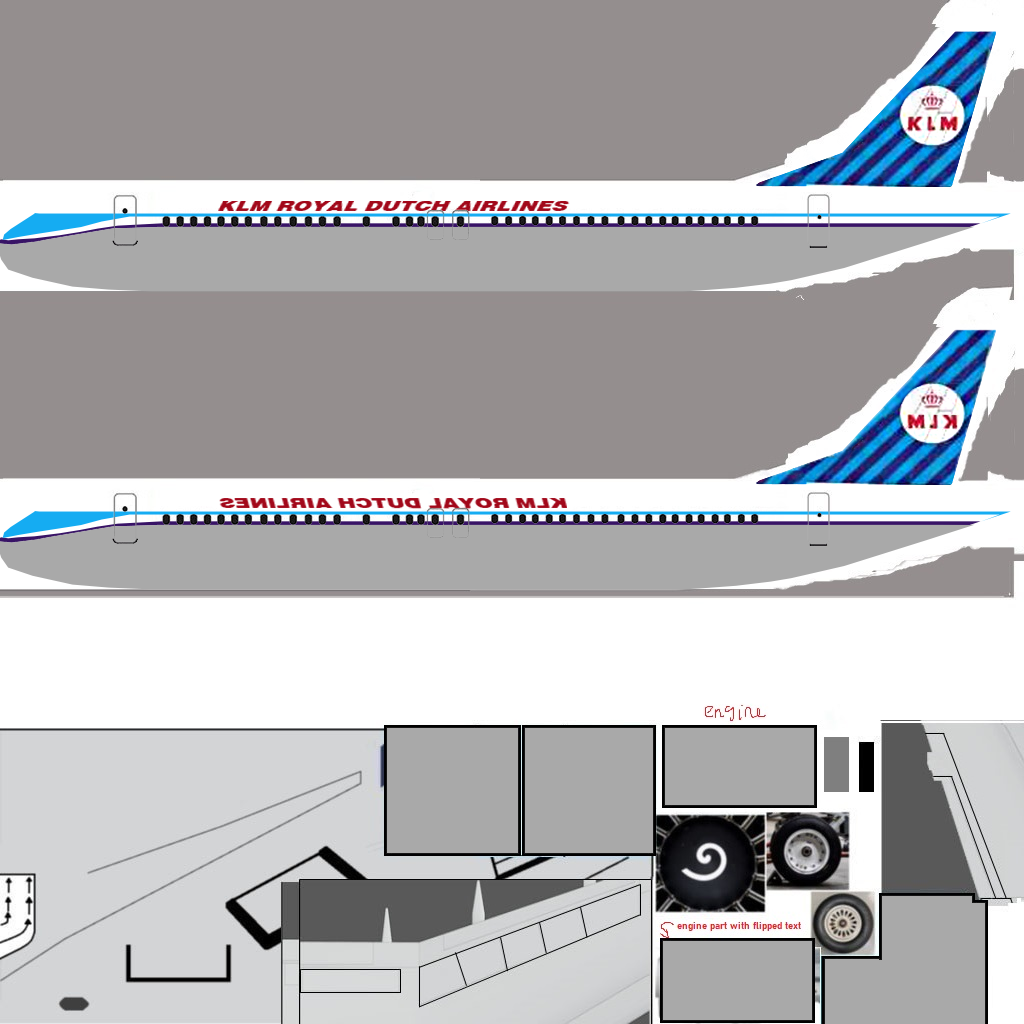 KLM
KLM ROYAL DUTCH AIRLINES
KLM
KLM ROYAL DUTCH AIRLINES
engine
engine part with flipped text